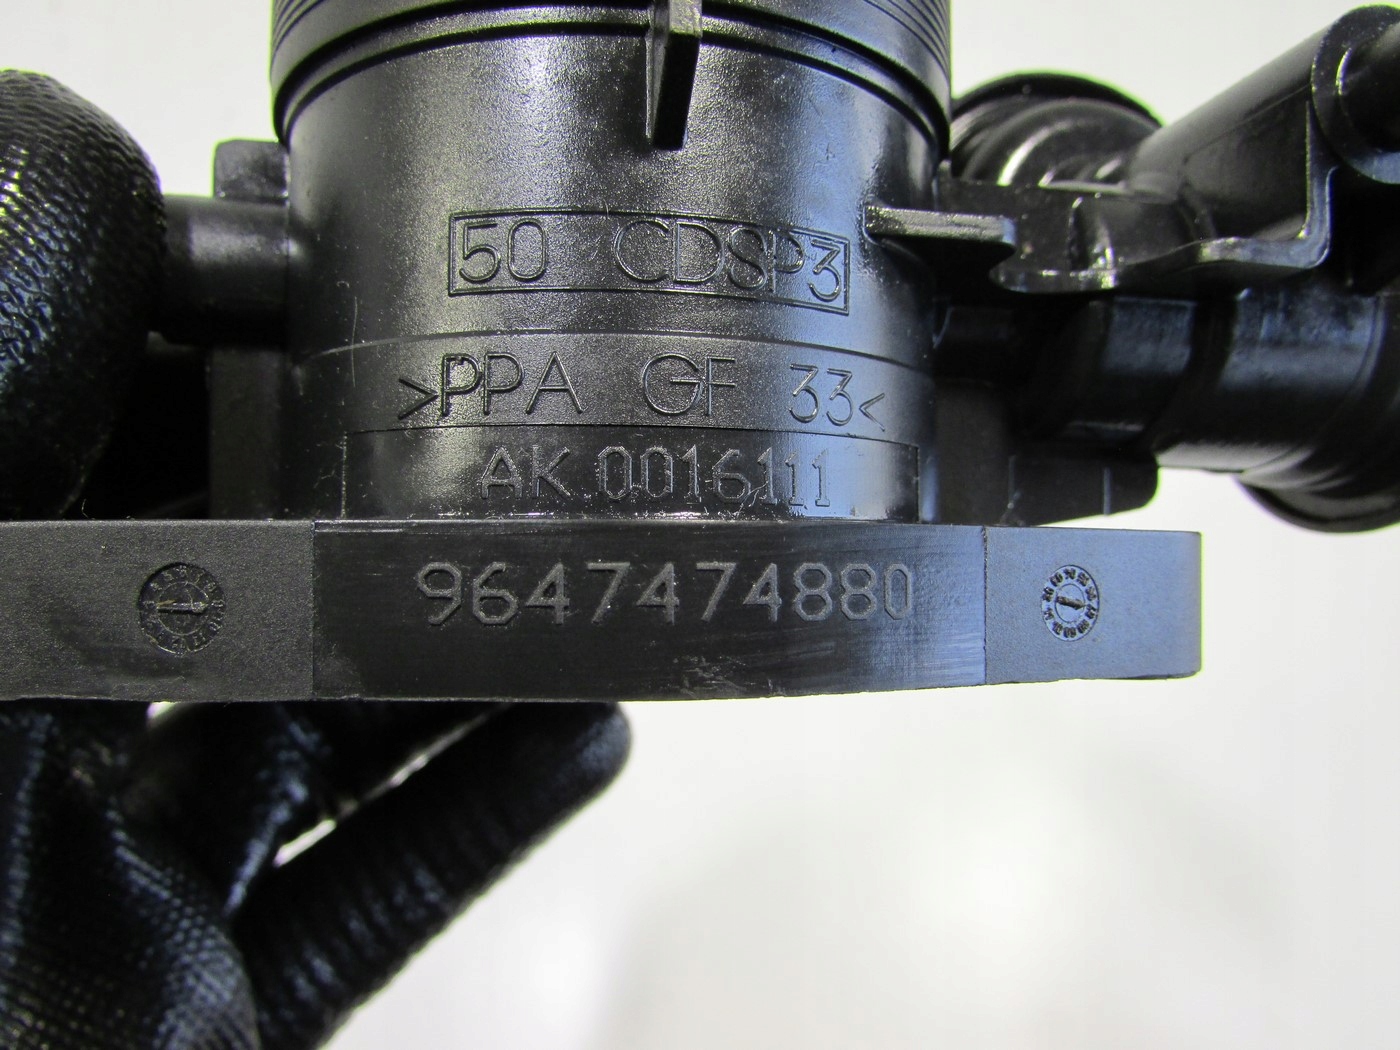 50 CDSP3
>PPA GF 33<
AK.0016111
9647474880